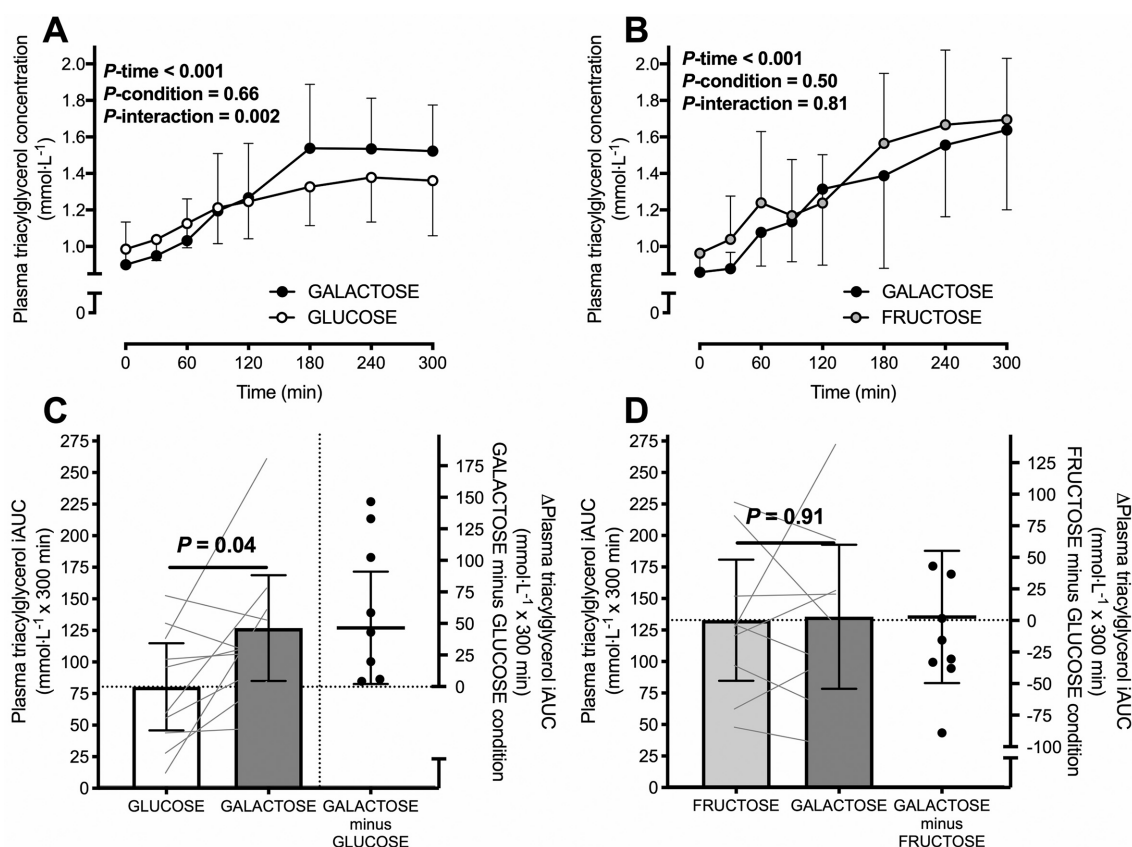 A
Plasma triacylglycerol concentration
(mmol·L⁻¹)
2.0
1.8
1.6
1.4
1.2
1.0
0
P-time < 0.001
P-condition = 0.66
P-interaction = 0.002
GALACTOSE
GLUCOSE
0 60 120 180 240 300
Time (min)
B
Plasma triacylglycerol concentration
(mmol·L⁻¹)
2.0
1.8
1.6
1.4
1.2
1.0
0
P-time < 0.001
P-condition = 0.50
P-interaction = 0.81
GALACTOSE
FRUCTOSE
0 60 120 180 240 300
Time (min)
C
Plasma triacylglycerol iAUC
(mmol·L⁻¹ x 300 min)
275
250
225
200
175
150
125
100
75
50
25
0
P = 0.04
175
150
125
100
75
50
25
0
ΔPlasma triacylglycerol iAUC
(mmol·L⁻¹ x 300 min)
GALACTOSE minus GLUCOSE condition
GLUCOSE GALACTOSE GALACTOSE
minus
GLUCOSE
D
Plasma triacylglycerol iAUC
(mmol·L⁻¹ x 300 min)
275
250
225
200
175
150
125
100
75
50
25
0
P = 0.91
125
100
75
50
25
0
-25
-50
-75
-100
ΔPlasma triacylglycerol iAUC
(mmol·L⁻¹ x 300 min)
FRUCTOSE minus GLUCOSE condition
FRUCTOSE GALACTOSE GALACTOSE
minus
FRUCTOSE